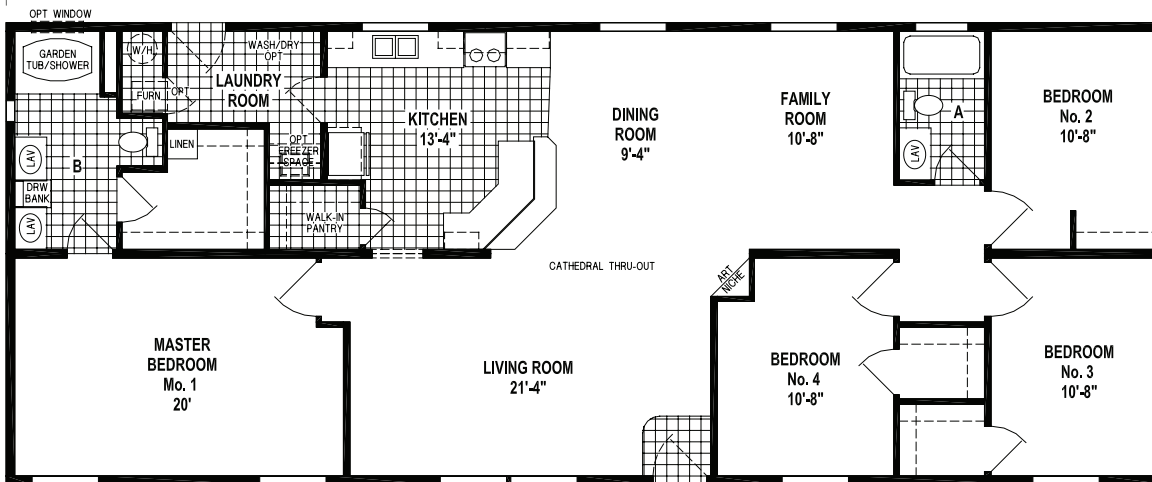 OPT WINDOW
GARDEN
TUB/SHOWER
W/H
FURN
OPT
WASH/DRY
OPT
LAUNDRY
ROOM
KITCHEN
13'-4"
DINING
ROOM
9'-4"
FAMILY
ROOM
10'-8"
A
LAV
BEDROOM
No. 2
10'-8"
LAV
B
DRW
BANK
LAV
LINEN
OPT
FREEZER
SPACE
WALK-IN
PANTRY
CATHEDRAL THRU-OUT
ART
NICHE
MASTER
BEDROOM
Mo. 1
20'
LIVING ROOM
21'-4"
BEDROOM
No. 4
10'-8"
BEDROOM
No. 3
10'-8"